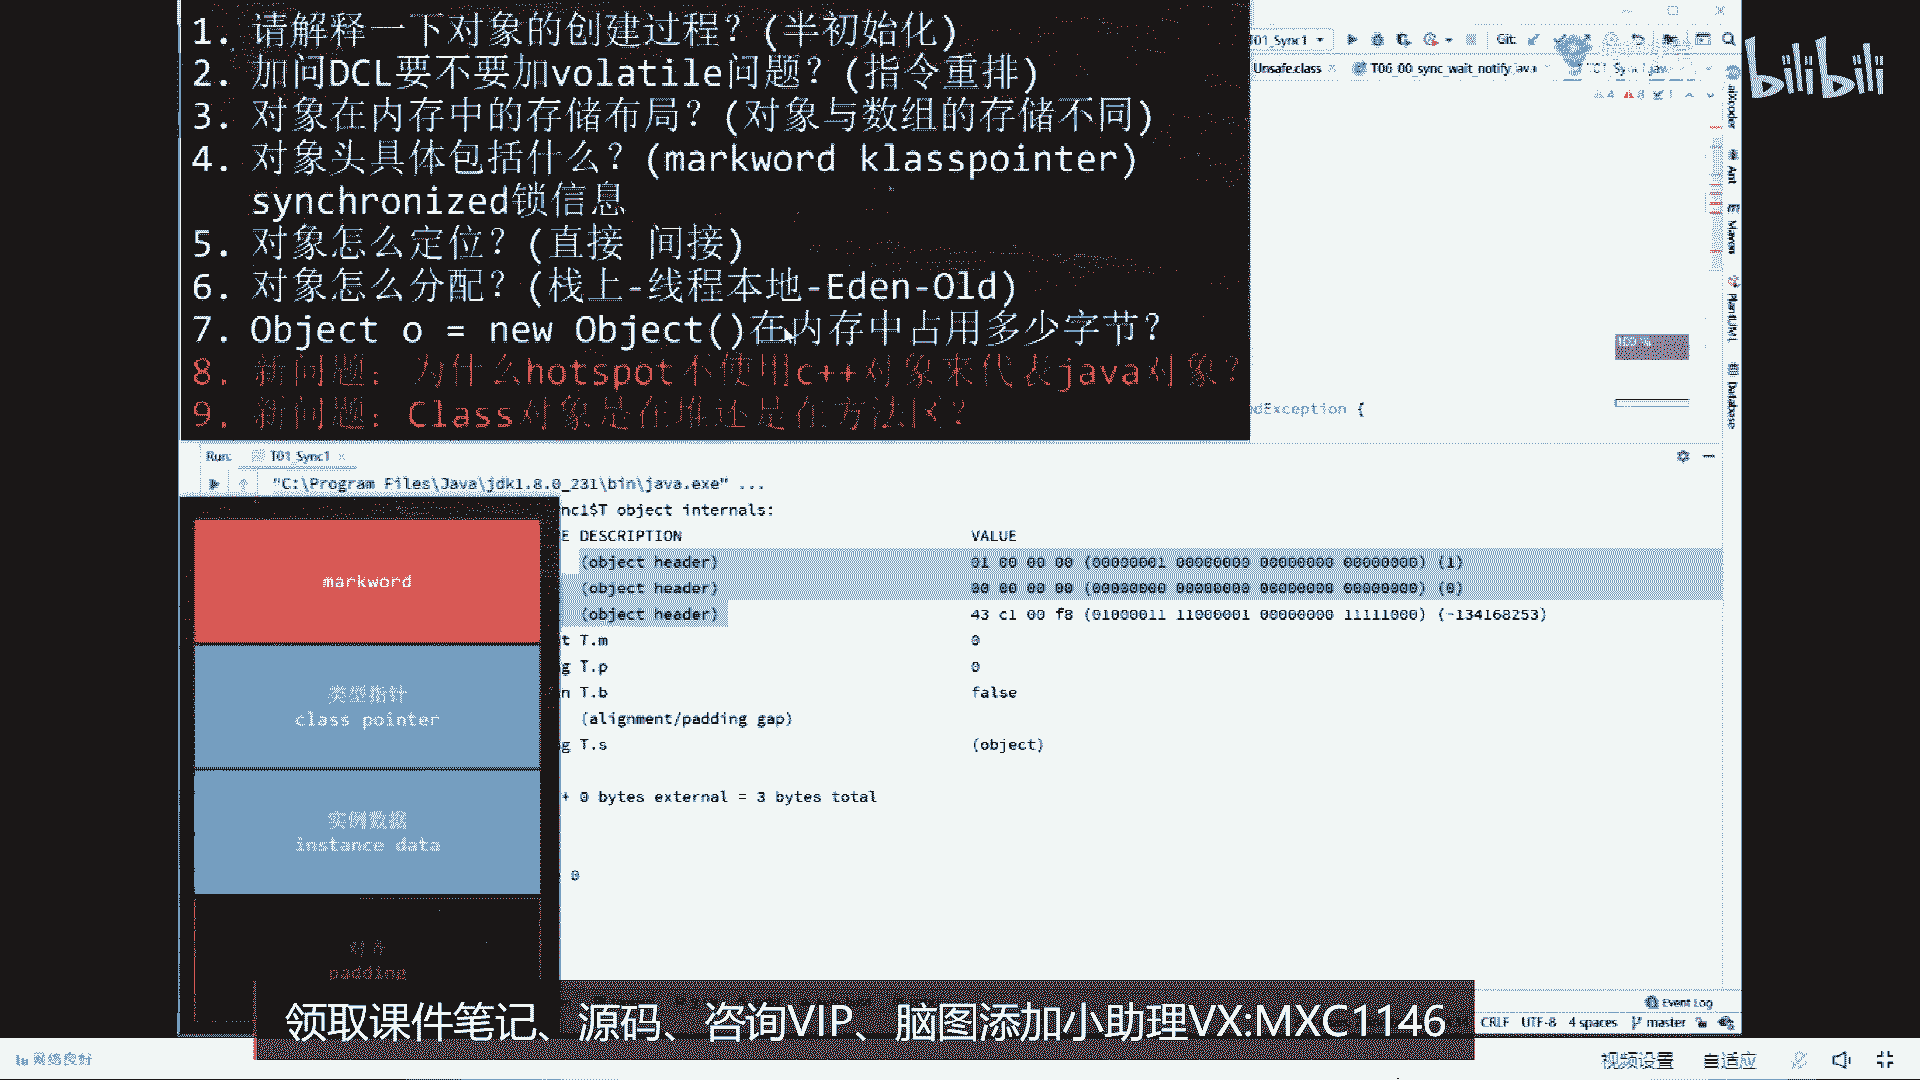 1. 请解释一下对象的创建过程？(半初始化)
2. 加问DCL要不要加volatile问题？(指令重排)
3. 对象在内存中的存储布局？(对象与数组的存储不同)
4. 对象头具体包括什么？(markword klasspointer)
synchronized锁信息
5. 对象怎么定位？(直接 间接)
6. 对象怎么分配？(栈上-线程本地-Eden-Old)
7. Object o = new Object()在内存中占用多少字节？
8. 新问题：为什么hotspot不使用c++对象来代表java对象？
9. 新问题：Class对象是在堆还是在方法区？
T01_Sync1
Git:
bilibili
Unsafe.class
T06_00_sync_wait_notify.java
Ant
Maven
PlantUML
Database
edException {
Run:
T01_Sync1
"C:\Program Files\Java\jdk1.8.0_231\bin\java.exe" ...
nc1$T object internals:
E DESCRIPTION VALUE
(object header) 01 00 00 00 (00000001 00000000 00000000 00000000) (1)
(object header) 00 00 00 00 (00000000 00000000 00000000 00000000) (0)
(object header) 43 c1 00 f8 (01000011 11000001 00000000 11111000) (-134168253)
t T.m 0
g T.p 0
n T.b false
(alignment/padding gap)
g T.s (object)
+ 0 bytes external = 3 bytes total
0
markword
类型指针
class pointer
实例数据
instance data
对齐
padding
领取课件笔记、源码、咨询VIP、脑图添加小助理VX:MXC1146
Event Log
CRLF UTF-8 4 spaces master
网络良好
视频设置 自适应